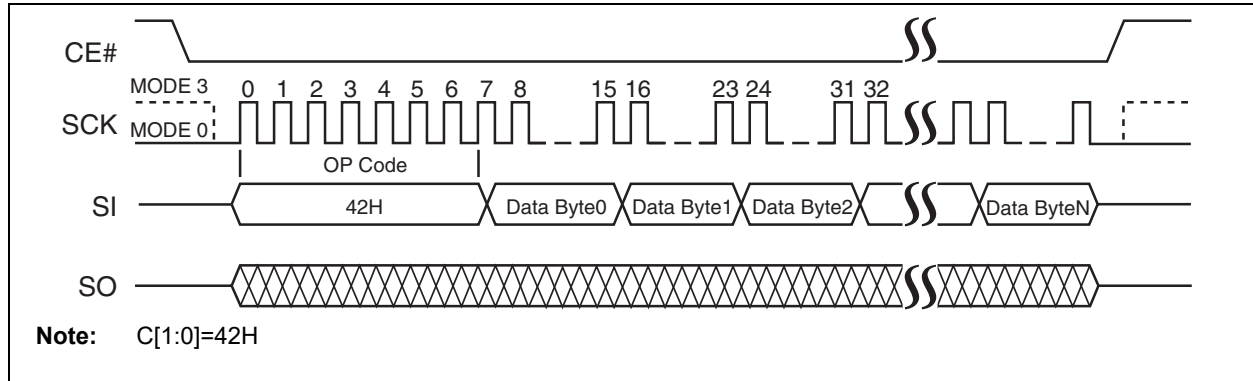 CE#
MODE 3
0 1 2 3 4 5 6 7 8 15 16 23 24 31 32
SCK
MODE 0
OP Code
SI
42H Data Byte0 Data Byte1 Data Byte2 Data ByteN
SO
Note: C[1:0]=42H